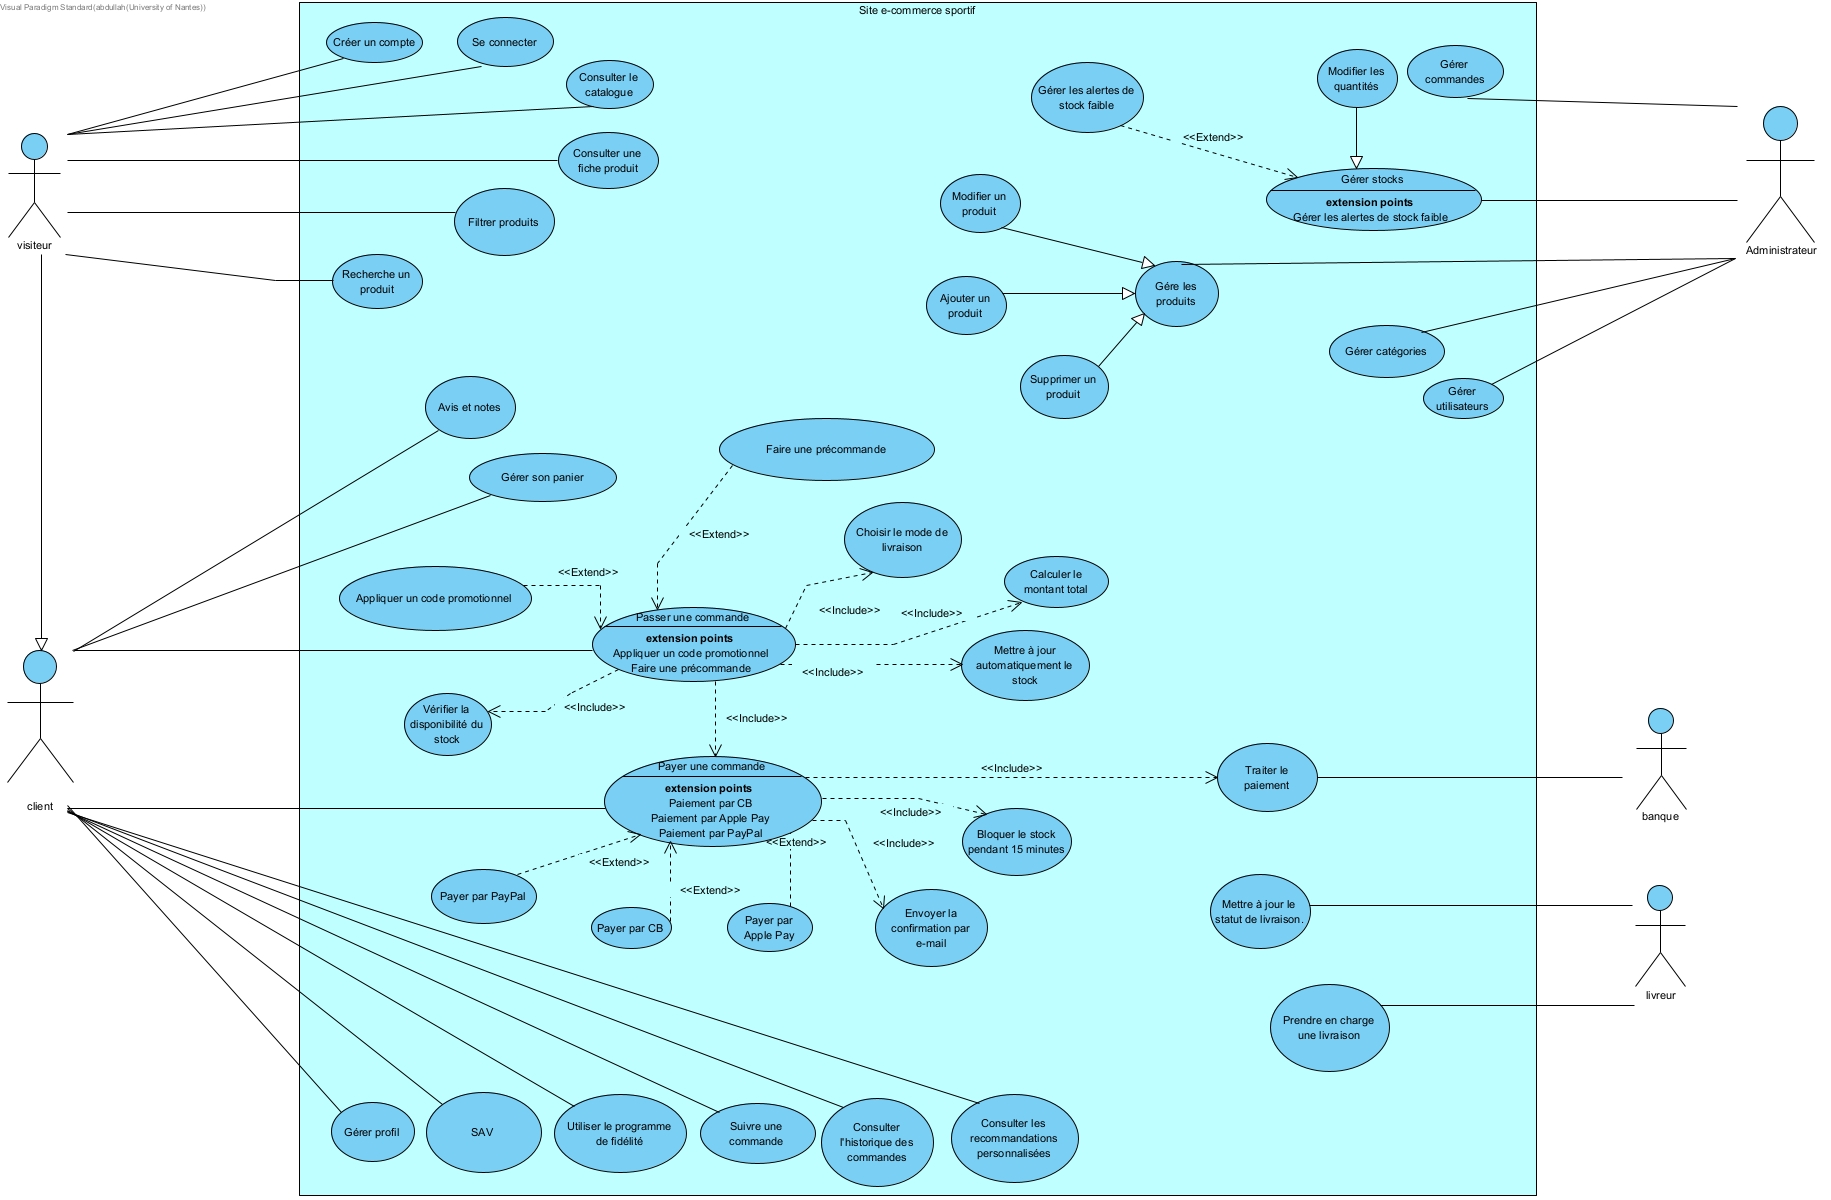 Visual Paradigm Standard(abdullah(University of Nantes))
Site e-commerce sportif
Créer un compte
Se connecter
Consulter le
catalogue
Consulter une
fiche produit
Filtrer produits
Recherche un
produit
visiteur
Gérer les alertes de
stock faible
Modifier les
quantités
Gérer
commandes
<<Extend>>
Gérer stocks
extension points
Gérer les alertes de stock faible
Modifier un
produit
Ajouter un
produit
Supprimer un
produit
Gére les
produits
Administrateur
Gérer catégories
Gérer
utilisateurs
Avis et notes
Gérer son panier
Faire une précommande
<<Extend>>
Choisir le mode de
livraison
Appliquer un code promotionnel
<<Extend>>
Calculer le
montant total
<<Include>>
<<Include>>
Passer une commande
extension points
Appliquer un code promotionnel
Faire une précommande
Mettre à jour
automatiquement le
stock
<<Include>>
Vérifier la
disponibilité du
stock
<<Include>>
<<Include>>
client
Payer une commande
extension points
Paiement par CB
Paiement par Apple Pay
Paiement par PayPal
<<Include>>
Traiter le
paiement
banque
<<Include>>
Bloquer le stock
pendant 15 minutes
<<Extend>>
<<Include>>
<<Extend>>
<<Extend>>
Payer par PayPal
Payer par CB
Payer par
Apple Pay
Envoyer la
confirmation par
e-mail
Mettre à jour le
statut de livraison.
livreur
Prendre en charge
une livraison
Gérer profil
SAV
Utiliser le programme
de fidélité
Suivre une
commande
Consulter
l'historique des
commandes
Consulter les
recommandations
personnalisées